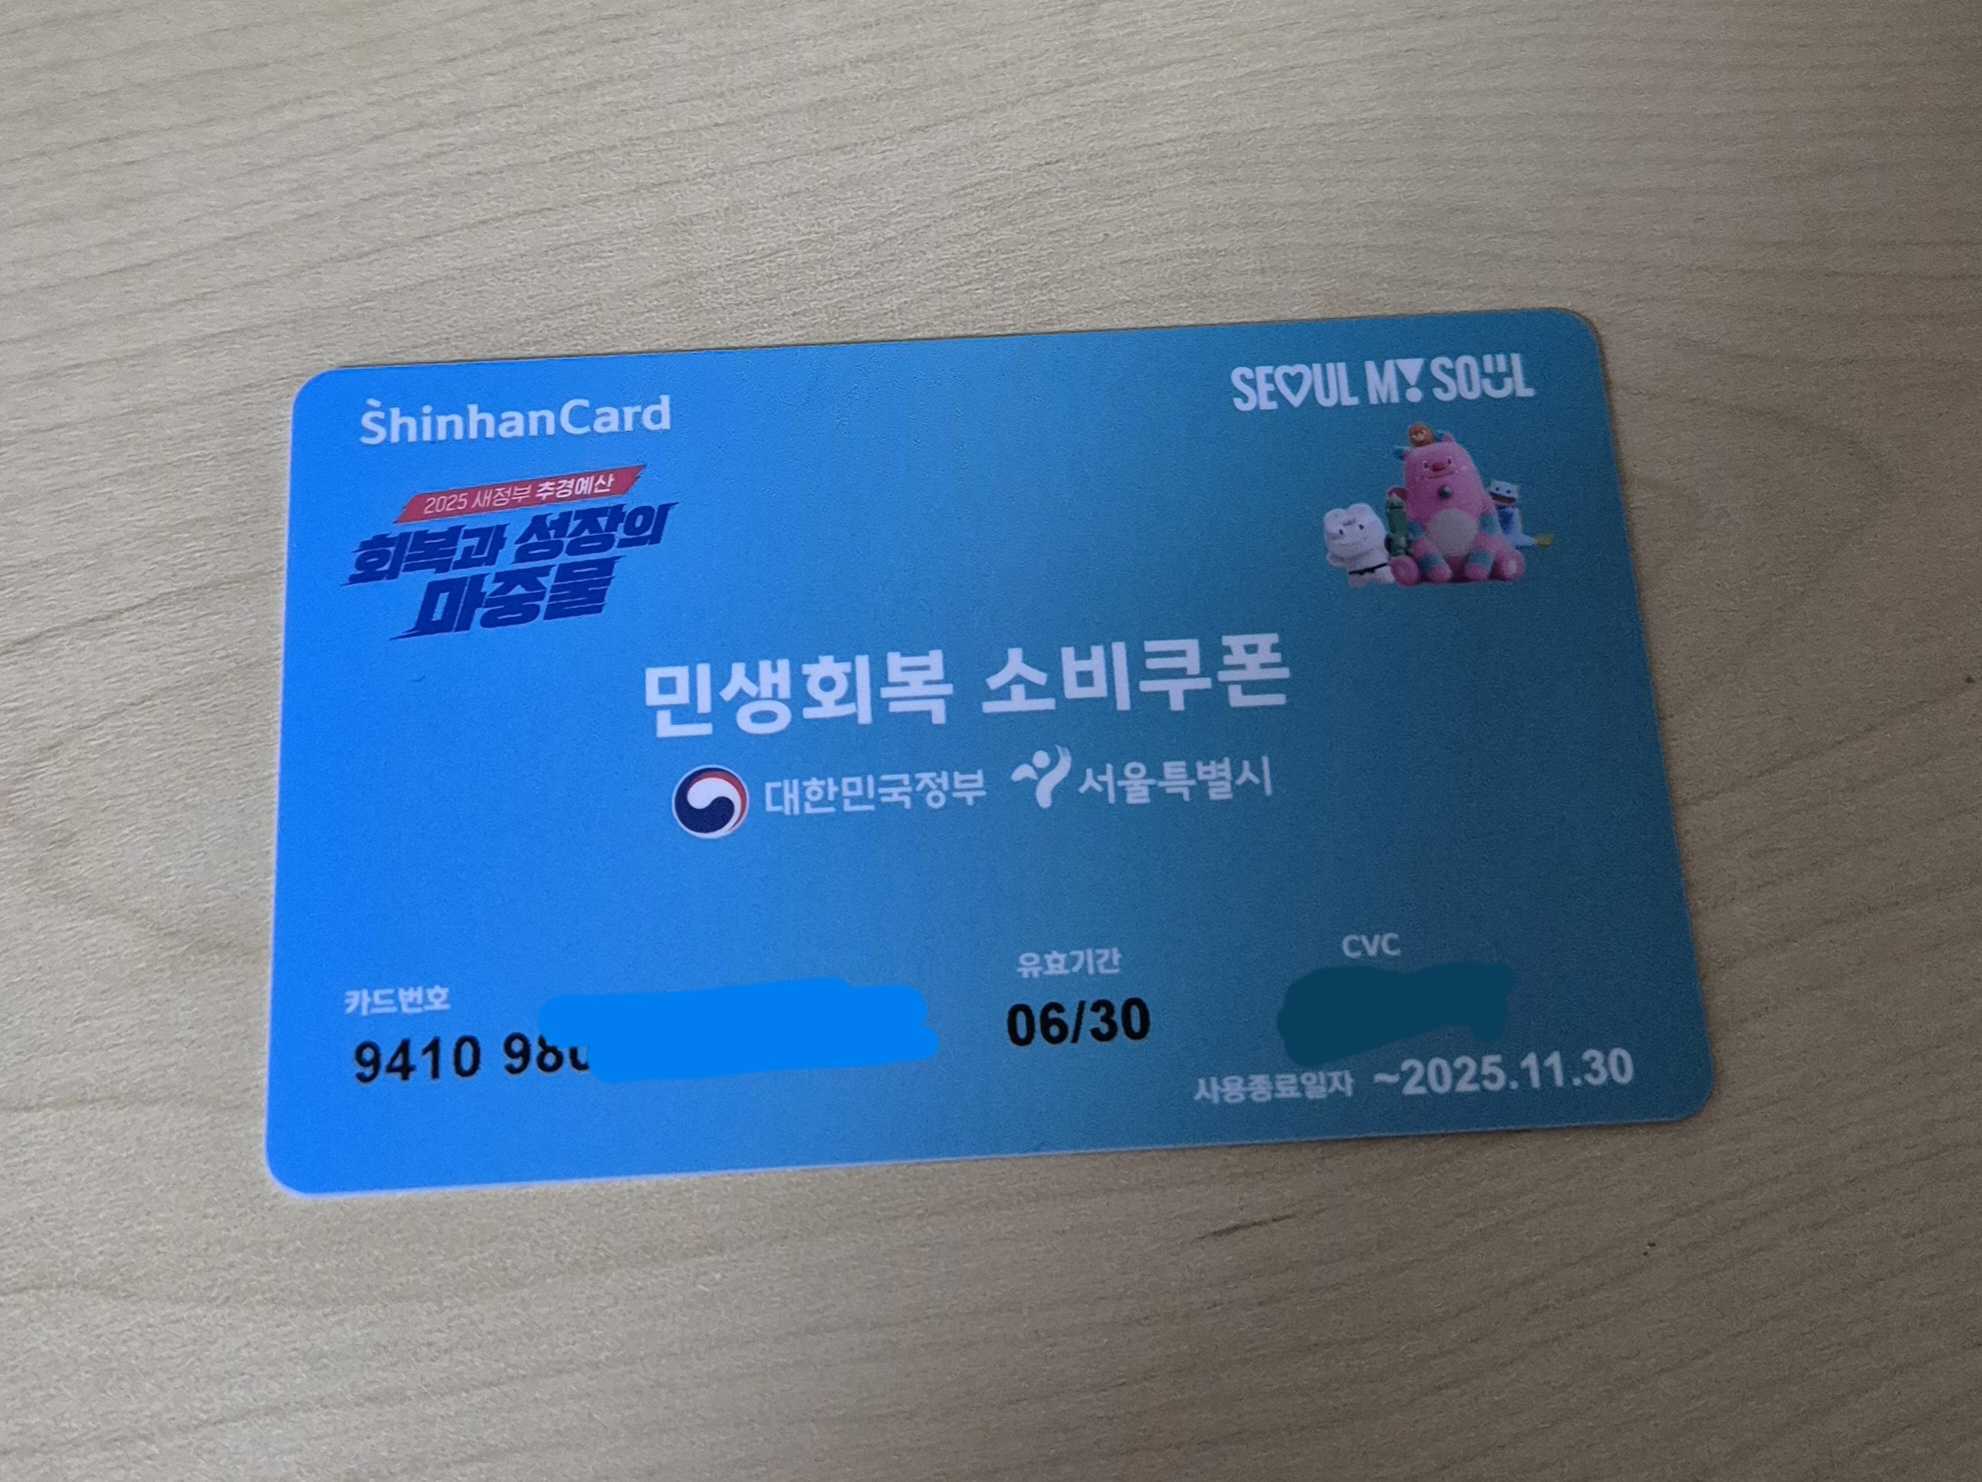 ShinhanCard
SEOUL MY SOUL
2025 새정부 추경예산
회복과 성장의
마중물
민생회복 소비쿠폰
대한민국정부 서울특별시
카드번호
9410 98
유효기간
06/30
CVC
사용종료일자 ~2025.11.30